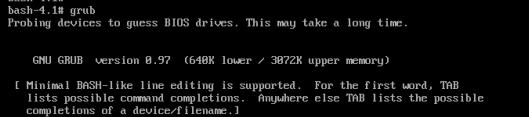 bash-4.1# grub
Probing devices to guess BIOS drives. This may take a long time.
GNU GRUB version 0.97 (640K lower / 3072K upper memory)
[ Minimal BASH-like line editing is supported. For the first word, TAB
lists possible command completions. Anywhere else TAB lists the possible
completions of a device/filename.]